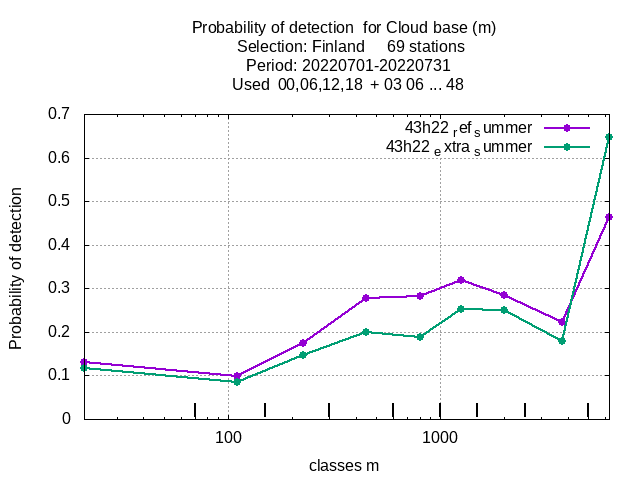 Probability of detection  for Cloud base (m)
Selection: Finland     69 stations
Period: 20220701-20220731
Used  00,06,12,18  + 03 06 ... 48
0.7
0.6
0.5
0.4
0.3
0.2
0.1
0
Probability of detection
43h22 ref summer
43h22 extra summer
100
1000
classes m